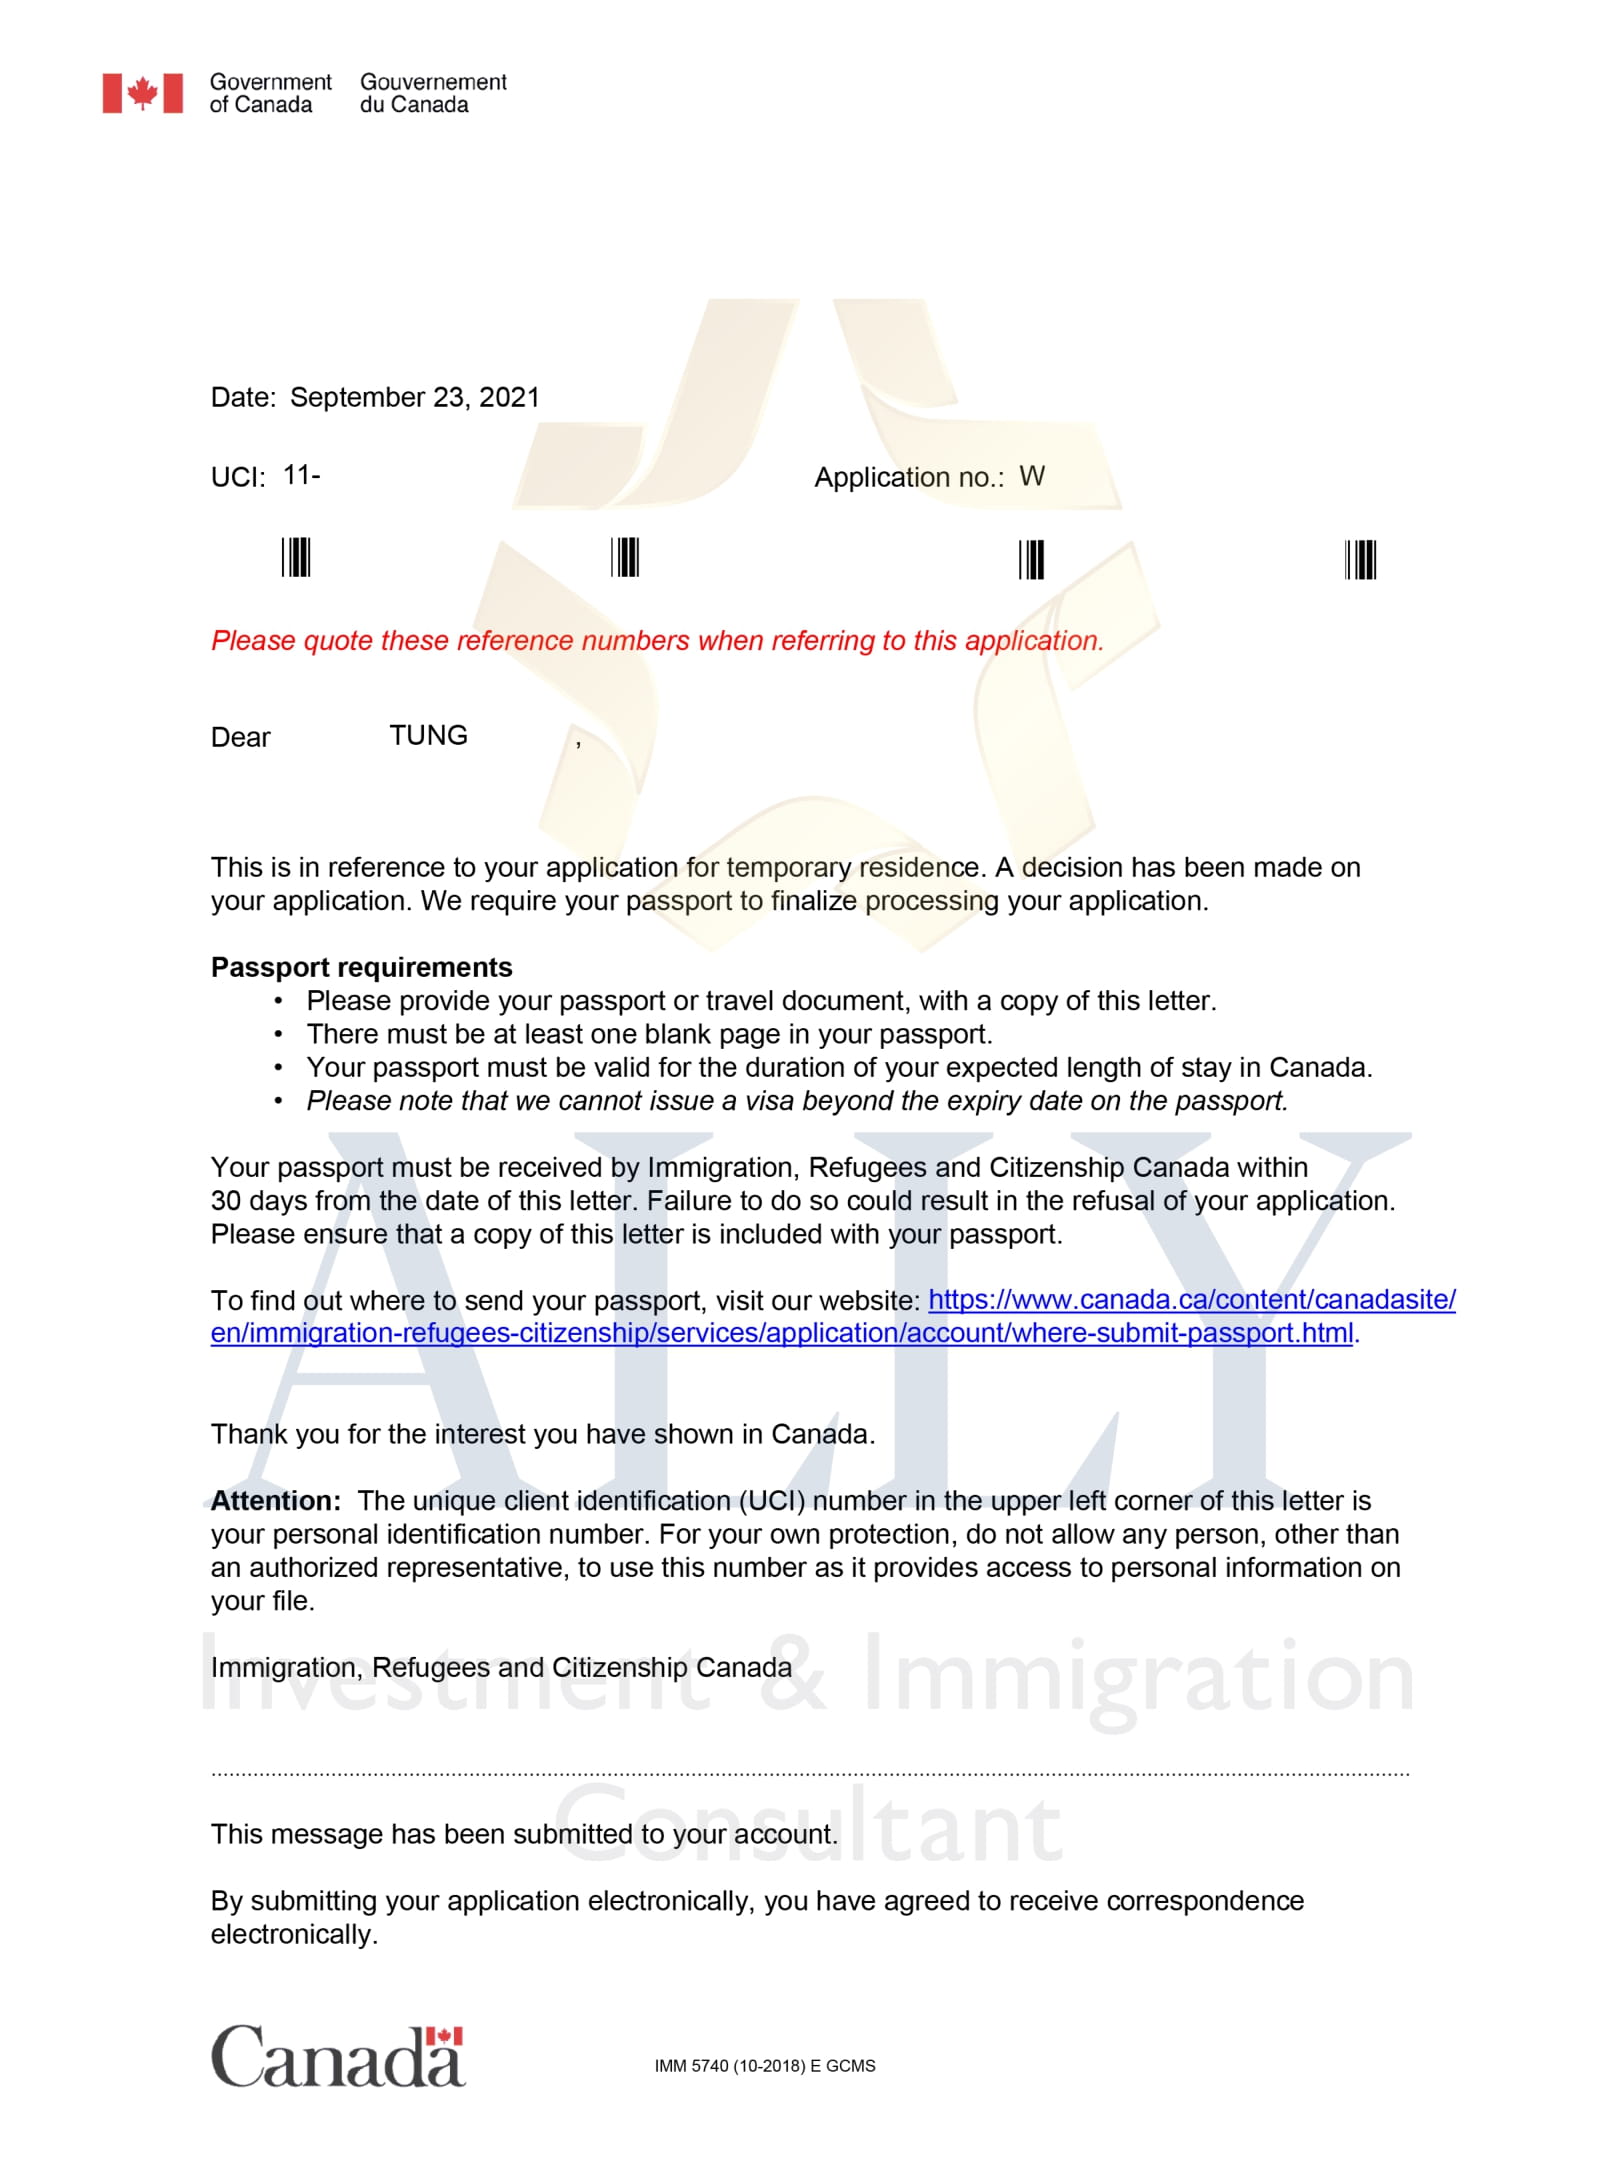 Government Gouvernement
of Canada du Canada
Date: September 23, 2021
UCI: 11- Application no.: W
Please quote these reference numbers when referring to this application.
Dear TUNG ,
This is in reference to your application for temporary residence. A decision has been made on
your application. We require your passport to finalize processing your application.
Passport requirements
• Please provide your passport or travel document, with a copy of this letter.
• There must be at least one blank page in your passport.
• Your passport must be valid for the duration of your expected length of stay in Canada.
• Please note that we cannot issue a visa beyond the expiry date on the passport.
Your passport must be received by Immigration, Refugees and Citizenship Canada within
30 days from the date of this letter. Failure to do so could result in the refusal of your application.
Please ensure that a copy of this letter is included with your passport.
To find out where to send your passport, visit our website: https://www.canada.ca/content/canadasite/
en/immigration-refugees-citizenship/services/application/account/where-submit-passport.html.
ALLY
Thank you for the interest you have shown in Canada.
Attention: The unique client identification (UCI) number in the upper left corner of this letter is
your personal identification number. For your own protection, do not allow any person, other than
an authorized representative, to use this number as it provides access to personal information on
your file.
Immigration, Refugees and Citizenship Canada
Investment & Immigration
Consultant
This message has been submitted to your account.
By submitting your application electronically, you have agreed to receive correspondence
electronically.
Canada
IMM 5740 (10-2018) E GCMS